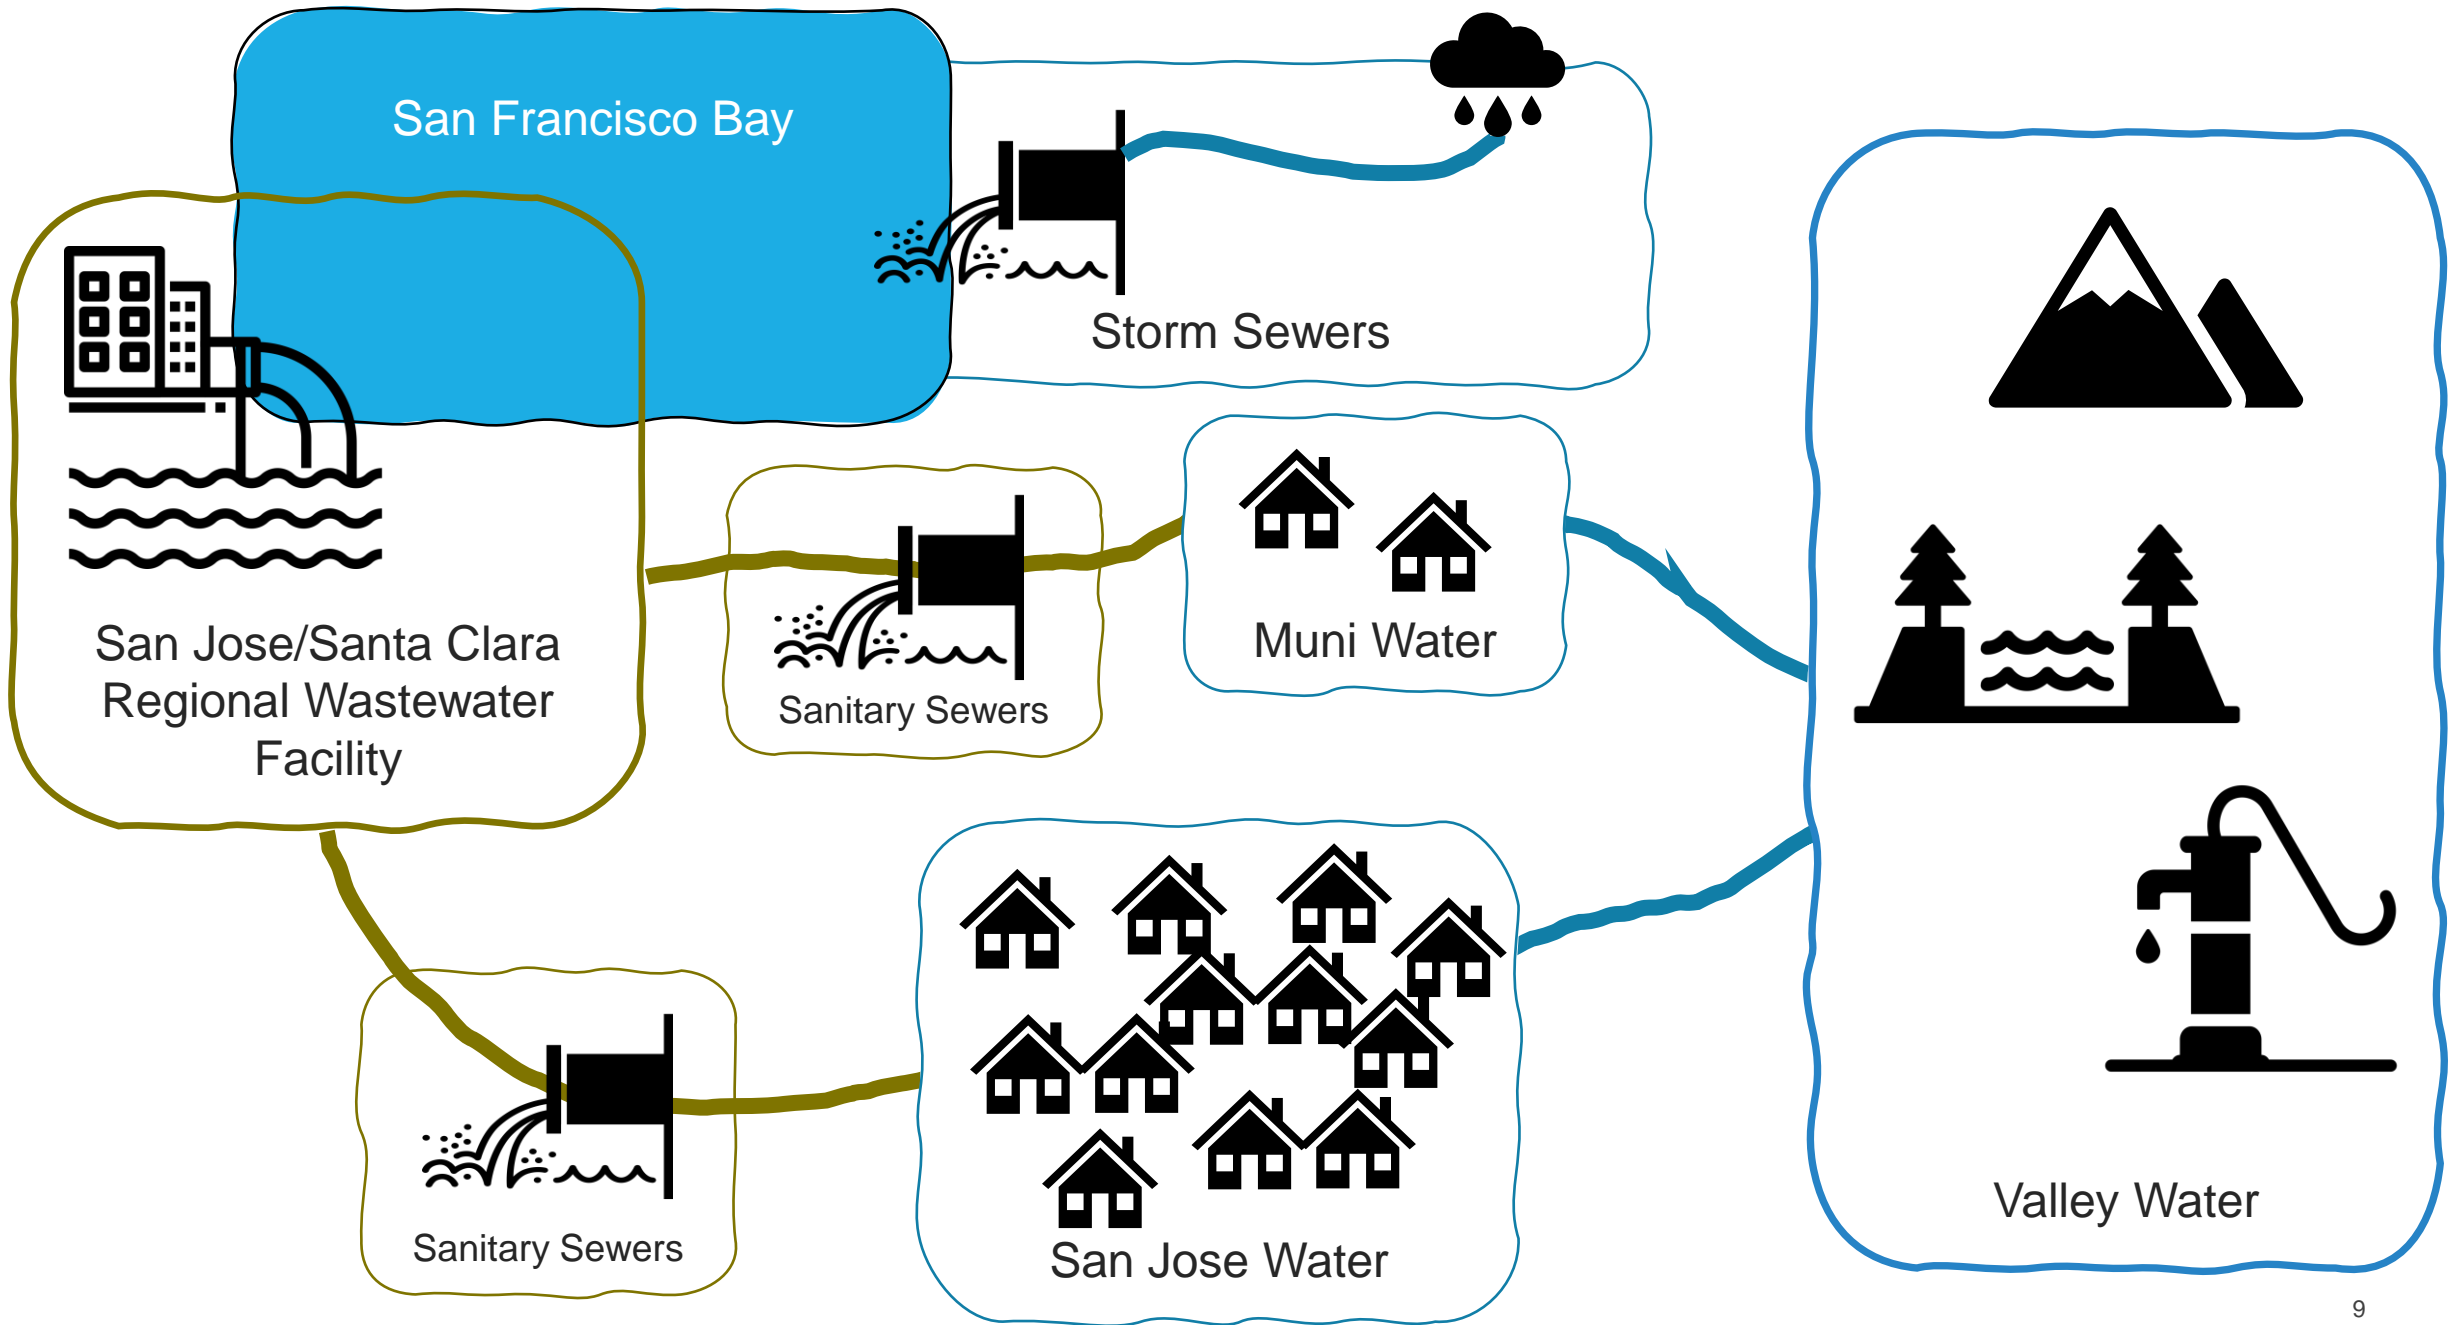 San Francisco Bay
Storm Sewers
San Jose/Santa Clara
Regional Wastewater
Facility
Sanitary Sewers
Muni Water
Sanitary Sewers
San Jose Water
Valley Water
9